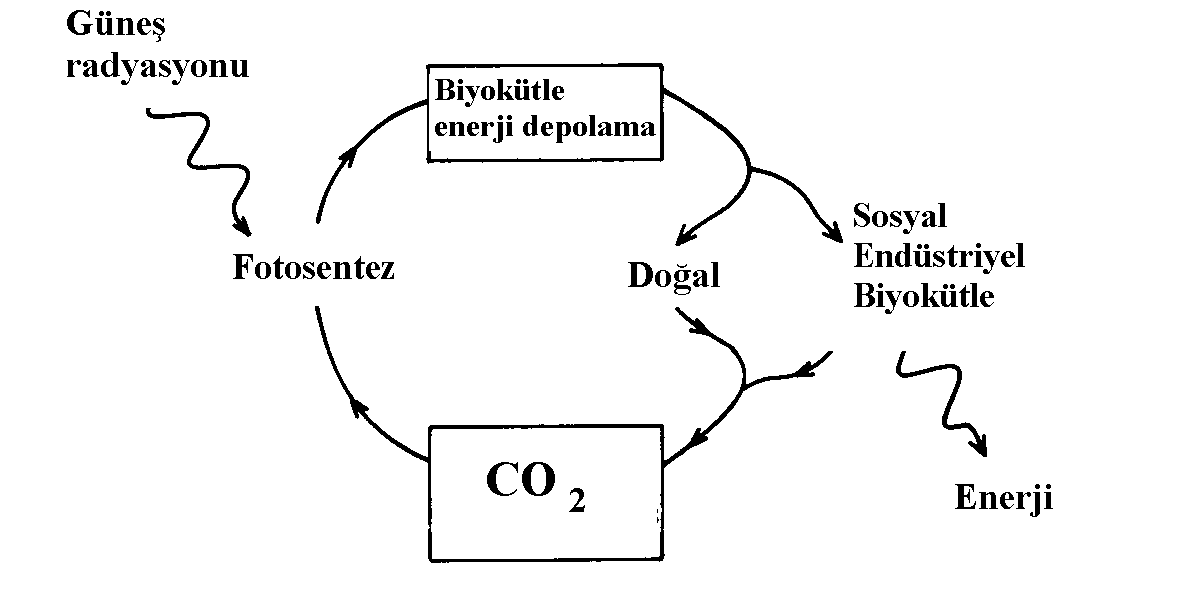 Güneş
radyasyonu
Biyokütle
enerji depolama
Fotosentez
Doğal
Sosyal
Endüstriyel
Biyokütle
CO 2
Enerji